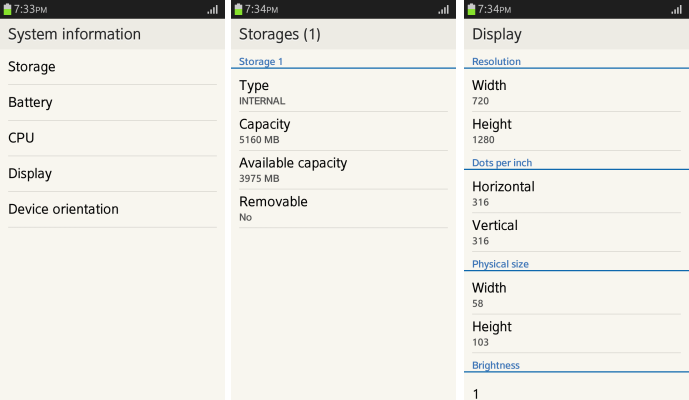 7:33PM
System information
Storage
Battery
CPU
Display
Device orientation
7:34PM
Storages (1)
Storage 1
Type
INTERNAL
Capacity
5160 MB
Available capacity
3975 MB
Removable
No
7:34PM
Display
Resolution
Width
720
Height
1280
Dots per inch
Horizontal
316
Vertical
316
Physical size
Width
58
Height
103
Brightness
1